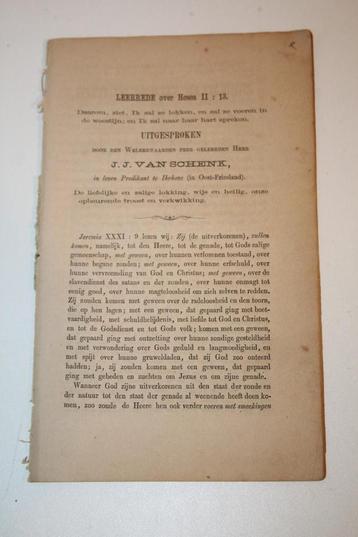 LEERREDE over Hosea II : 13.
Daarom, ziet, Ik zal ze lokken, en zal ze voeren in
de woestijn; en Ik zal naar haar hart spreken.
UITGESPROKEN
DOOR DEN WELEERWAARDEN ZEER GELEERDEN HEER
J. J. VAN SCHENK,
in leven Predikant te (in Oost-Friesland).
De liefelijke en zalige lokking, wijs en heilig, onze
opbeurende troost en verkwikking.
Jeremia XXXI : 9 lezen wij: Zij (de uitverkorenen), zullen
komen, namelijk, tot den Heere, tot de genade, tot Gods zalige
gemeenschap, met geween, over hunnen verlorenen toestand, over
hunne begane zonden; met geween, over hunne erfschuld, over
hunne vervreemding van God en Christus; met geween, over de
slavendienst des satans en der zonden, over hunne onmagt tot
eenig goed, over hunne magteloosheid om zich zelven te redden.
Zij zouden komen met geween over de radeloosheid en den toorn,
die op hen lagen; met een geween, dat gepaard ging met boet-
vaardigheid, met schuldbelijdenis, met liefde tot God en Christus,
en tot de Godsdienst en tot Gods volk; komen met een geween,
dat gepaard ging met ontzetting over hunne zondige gesteldheid
en met verwondering over Gods geduld en langmoedigheid, en
met spijt over hunne gruweldaden, dat zij God zoo onteerd
hadden; ja, zij zouden komen met een geween, dat gepaard
ging met gebeden en zuchten om Jezus en om zijne genade.
Wanneer God zijne uitverkorenen uit den staat der zonde en
der natuur tot den staat der genade al weenende heeft doen ko-
men, zoo zoude de Heere hen ook verder voeren met smeekingen